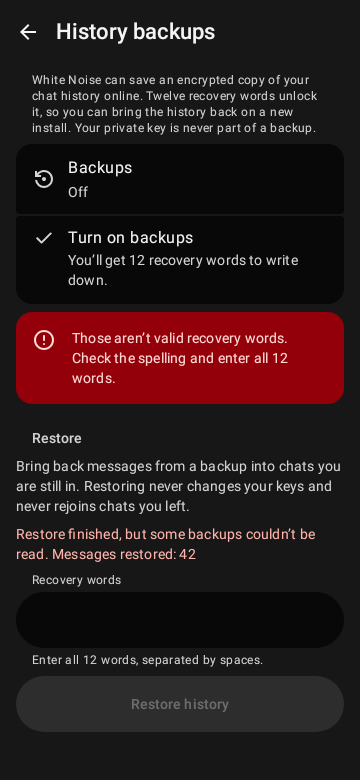 History backups
White Noise can save an encrypted copy of your
chat history online. Twelve recovery words unlock
it, so you can bring the history back on a new
install. Your private key is never part of a backup.
Backups
Off
Turn on backups
You’ll get 12 recovery words to write
down.
Those aren’t valid recovery words.
Check the spelling and enter all 12
words.
Restore
Bring back messages from a backup into chats you
are still in. Restoring never changes your keys and
never rejoins chats you left.
Restore finished, but some backups couldn’t be
read. Messages restored: 42
Recovery words
Enter all 12 words, separated by spaces.
Restore history